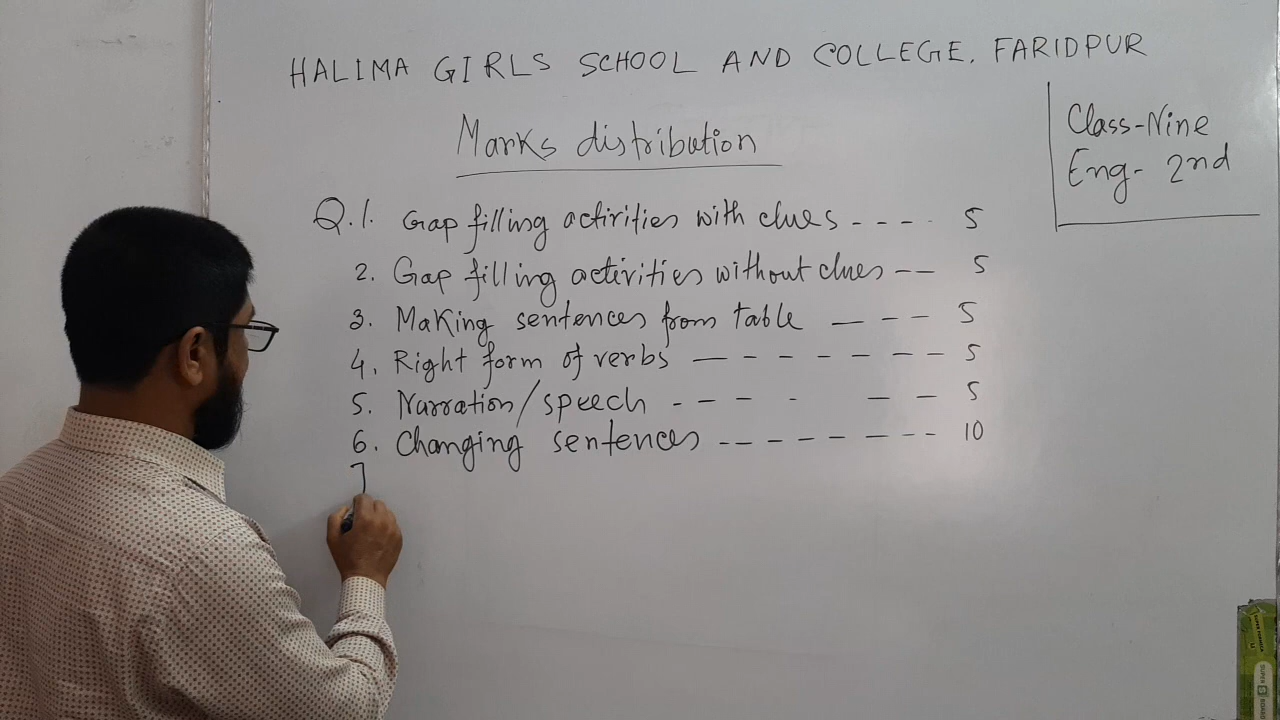 HALIMA GIRLS SCHOOL AND COLLEGE, FARIDPUR
Marks distribution
Class-Nine
Eng- 2nd
Q.1. Gap filling activities with clues ---- 5
2. Gap filling activities without clues -- 5
3. Making sentences from table --- 5
4. Right form of verbs ------- 5
5. Narration/speech ---- -- 5
6. Changing sentences -------- 10
7
SUPER